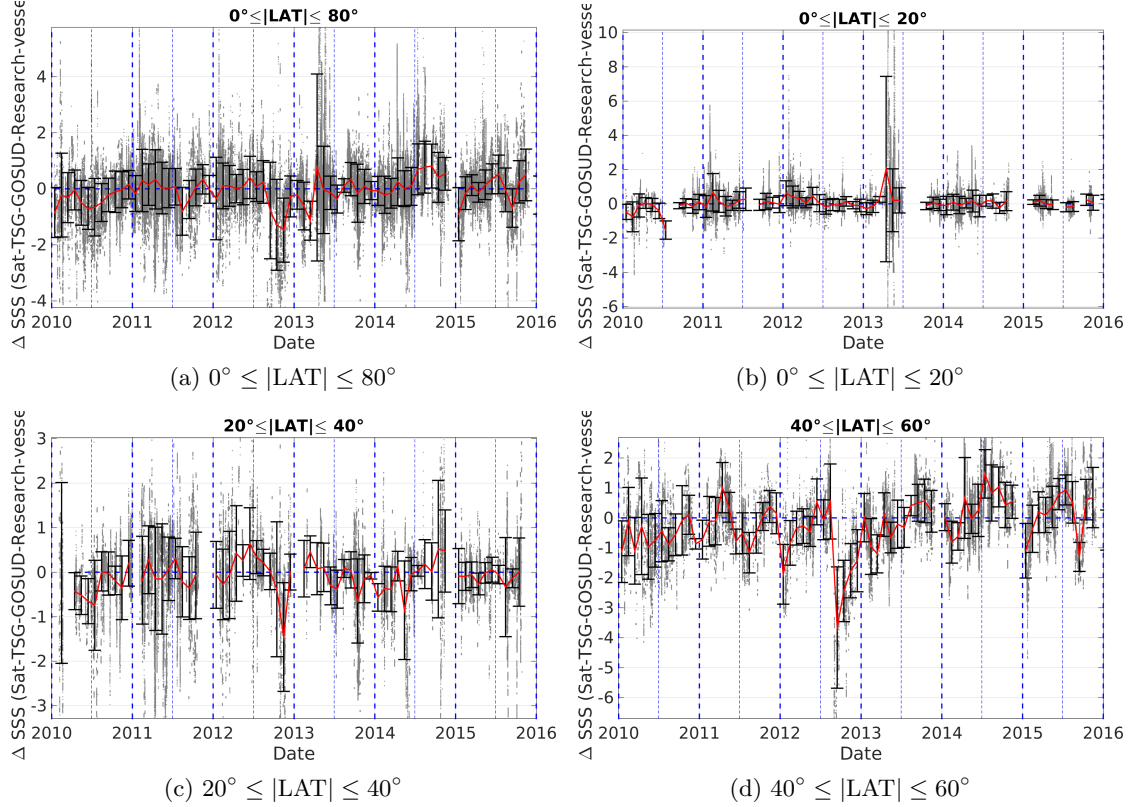 0°≤|LAT|≤ 80°
Δ SSS (Sat-TSG-GOSUD-Research-vesse
4
2
0
-2
-4
2010 2011 2012 2013 2014 2015 2016
Date
(a) 0° ≤ |LAT| ≤ 80°
0°≤|LAT|≤ 20°
Δ SSS (Sat-TSG-GOSUD-Research-vesse
10
8
6
4
2
0
-2
-4
-6
2010 2011 2012 2013 2014 2015 2016
Date
(b) 0° ≤ |LAT| ≤ 20°
20°≤|LAT|≤ 40°
Δ SSS (Sat-TSG-GOSUD-Research-vesse
3
2
1
0
-1
-2
-3
2010 2011 2012 2013 2014 2015 2016
Date
(c) 20° ≤ |LAT| ≤ 40°
40°≤|LAT|≤ 60°
Δ SSS (Sat-TSG-GOSUD-Research-vesse
2
1
0
-1
-2
-3
-4
-5
-6
2010 2011 2012 2013 2014 2015 2016
Date
(d) 40° ≤ |LAT| ≤ 60°